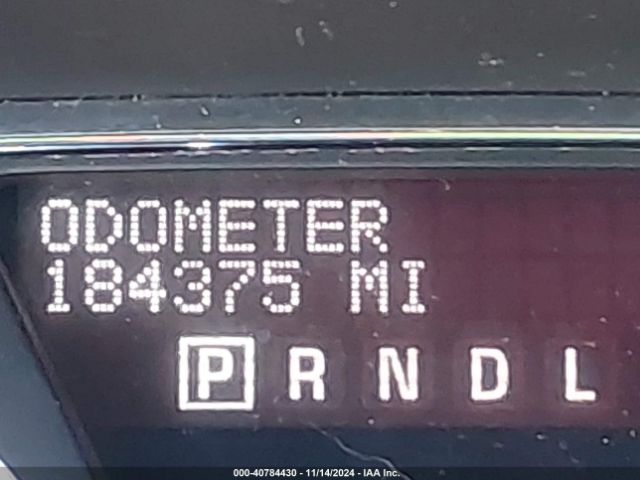 ODOMETER
184375 MI
P R N D L
000-40784430 - 11/14/2024 - IAA Inc.